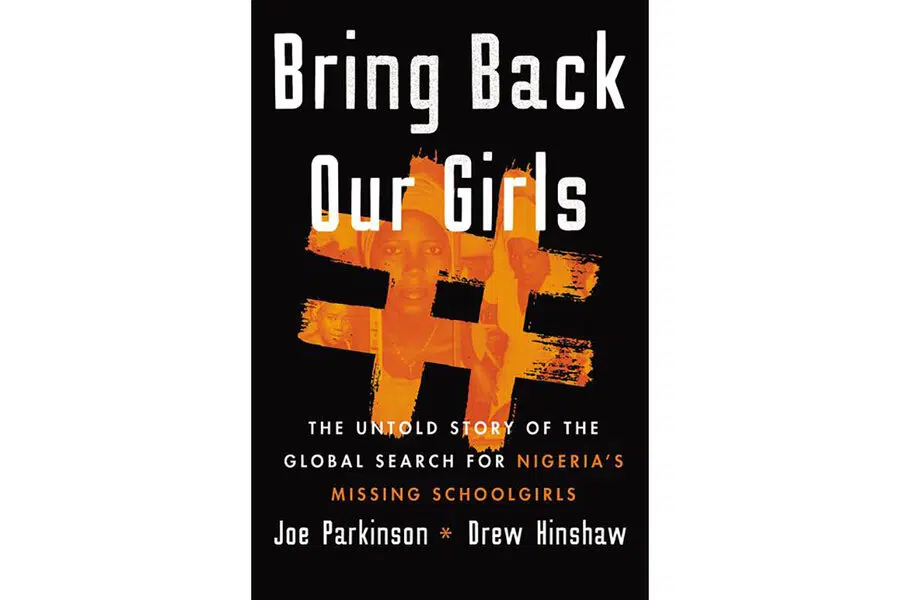 Bring Back
Our Girls
THE UNTOLD STORY OF THE
GLOBAL SEARCH FOR NIGERIA'S
MISSING SCHOOLGIRLS
Joe Parkinson * Drew Hinshaw